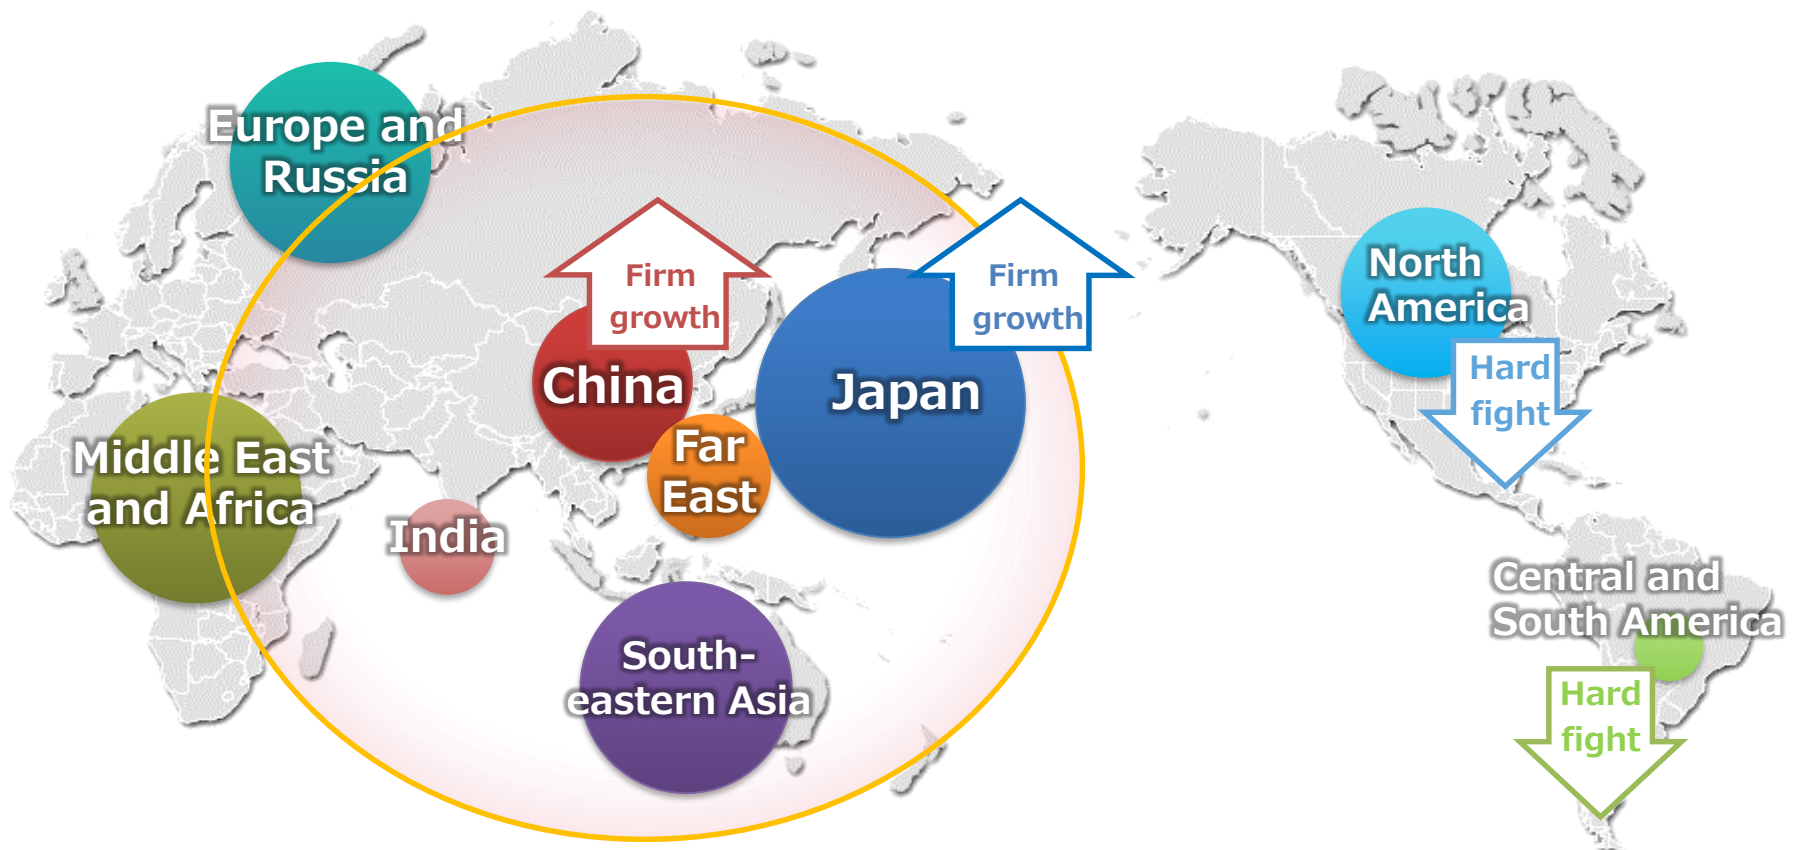 Europe and
Russia
Firm
growth
Firm
growth
North
America
Hard
fight
China
Japan
Far
East
Middle East
and Africa
India
Central and
South America
South-
eastern Asia
Hard
fight